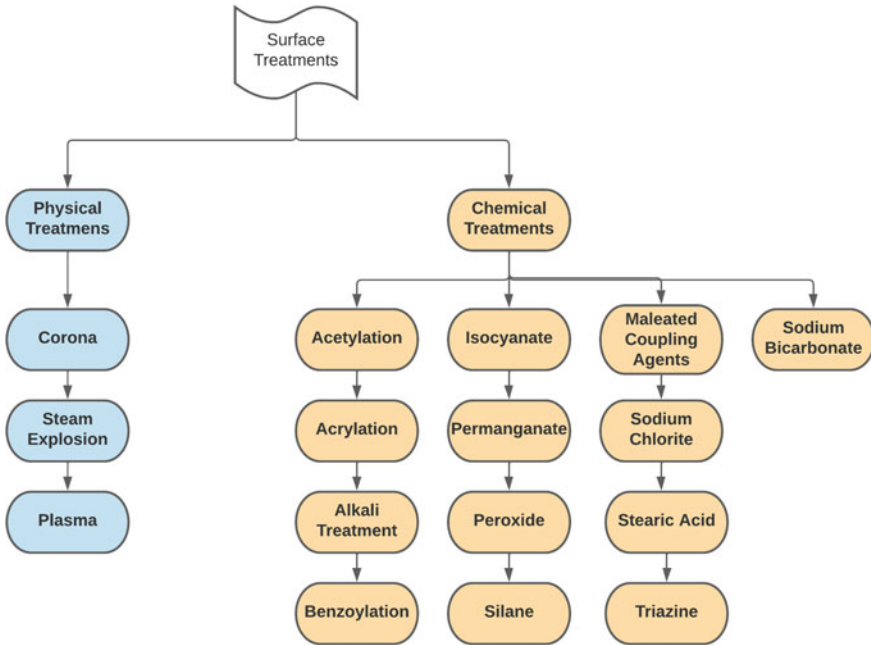 Surface
Treatments
Physical
Treatmens
Chemical
Treatments
Corona
Acetylation
Isocyanate
Maleated
Coupling
Agents
Sodium
Bicarbonate
Steam
Explosion
Acrylation
Permanganate
Sodium
Chlorite
Plasma
Alkali
Treatment
Peroxide
Stearic Acid
Benzoylation
Silane
Triazine